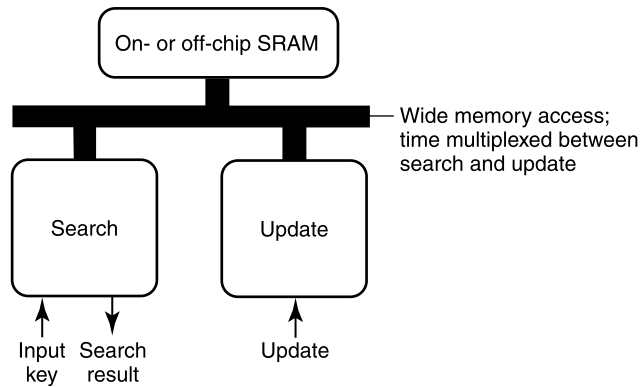 On- or off-chip SRAM
Wide memory access;
time multiplexed between
search and update
Search
Update
Input
key
Search
result
Update